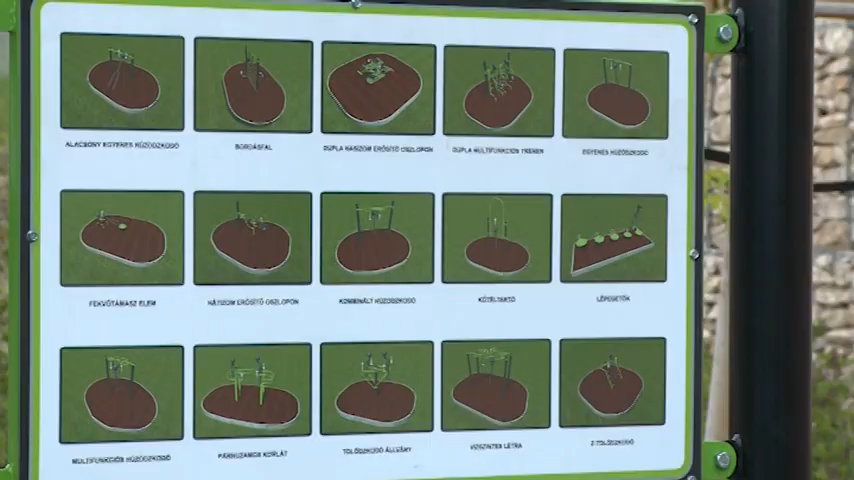 ALACSONY EGYENES HÚZÓDZKODÓ
BORDÁSFAL
DUPLA HASIZOM ERŐSÍTŐ OSZLOPON
DUPLA MULTIFUNKCIÓS TRÉNER
EGYENES HÚZÓDZKODÓ
FEKVŐTÁMASZ ELEM
HÁTIZOM ERŐSÍTŐ OSZLOPON
KOMBINÁLT HÚZÓDZKODÓ
KÖTÉLTARTÓ
LÉPEGETŐK
MULTIFUNKCIÓS HÚZÓDZKODÓ
PÁRHUZAMOS KORLÁT
TOLÓDZKODÓ ÁLLVÁNY
VÍZSZINTES LÉTRA
Z TOLÓDZKODÓ